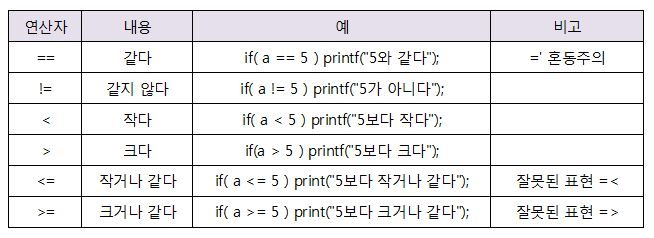 연산자 내용 예 비고
== 같다 if( a == 5 ) printf("5와 같다"); =' 혼동주의
!= 같지 않다 if( a != 5 ) printf("5가 아니다");
< 작다 if( a < 5 ) printf("5보다 작다");
> 크다 if(a > 5 ) printf("5보다 크다");
<= 작거나 같다 if( a <= 5 ) print("5보다 작거나 같다"); 잘못된 표현 =<
>= 크거나 같다 if( a >= 5 ) print("5보다 크거나 같다"); 잘못된 표현 =>